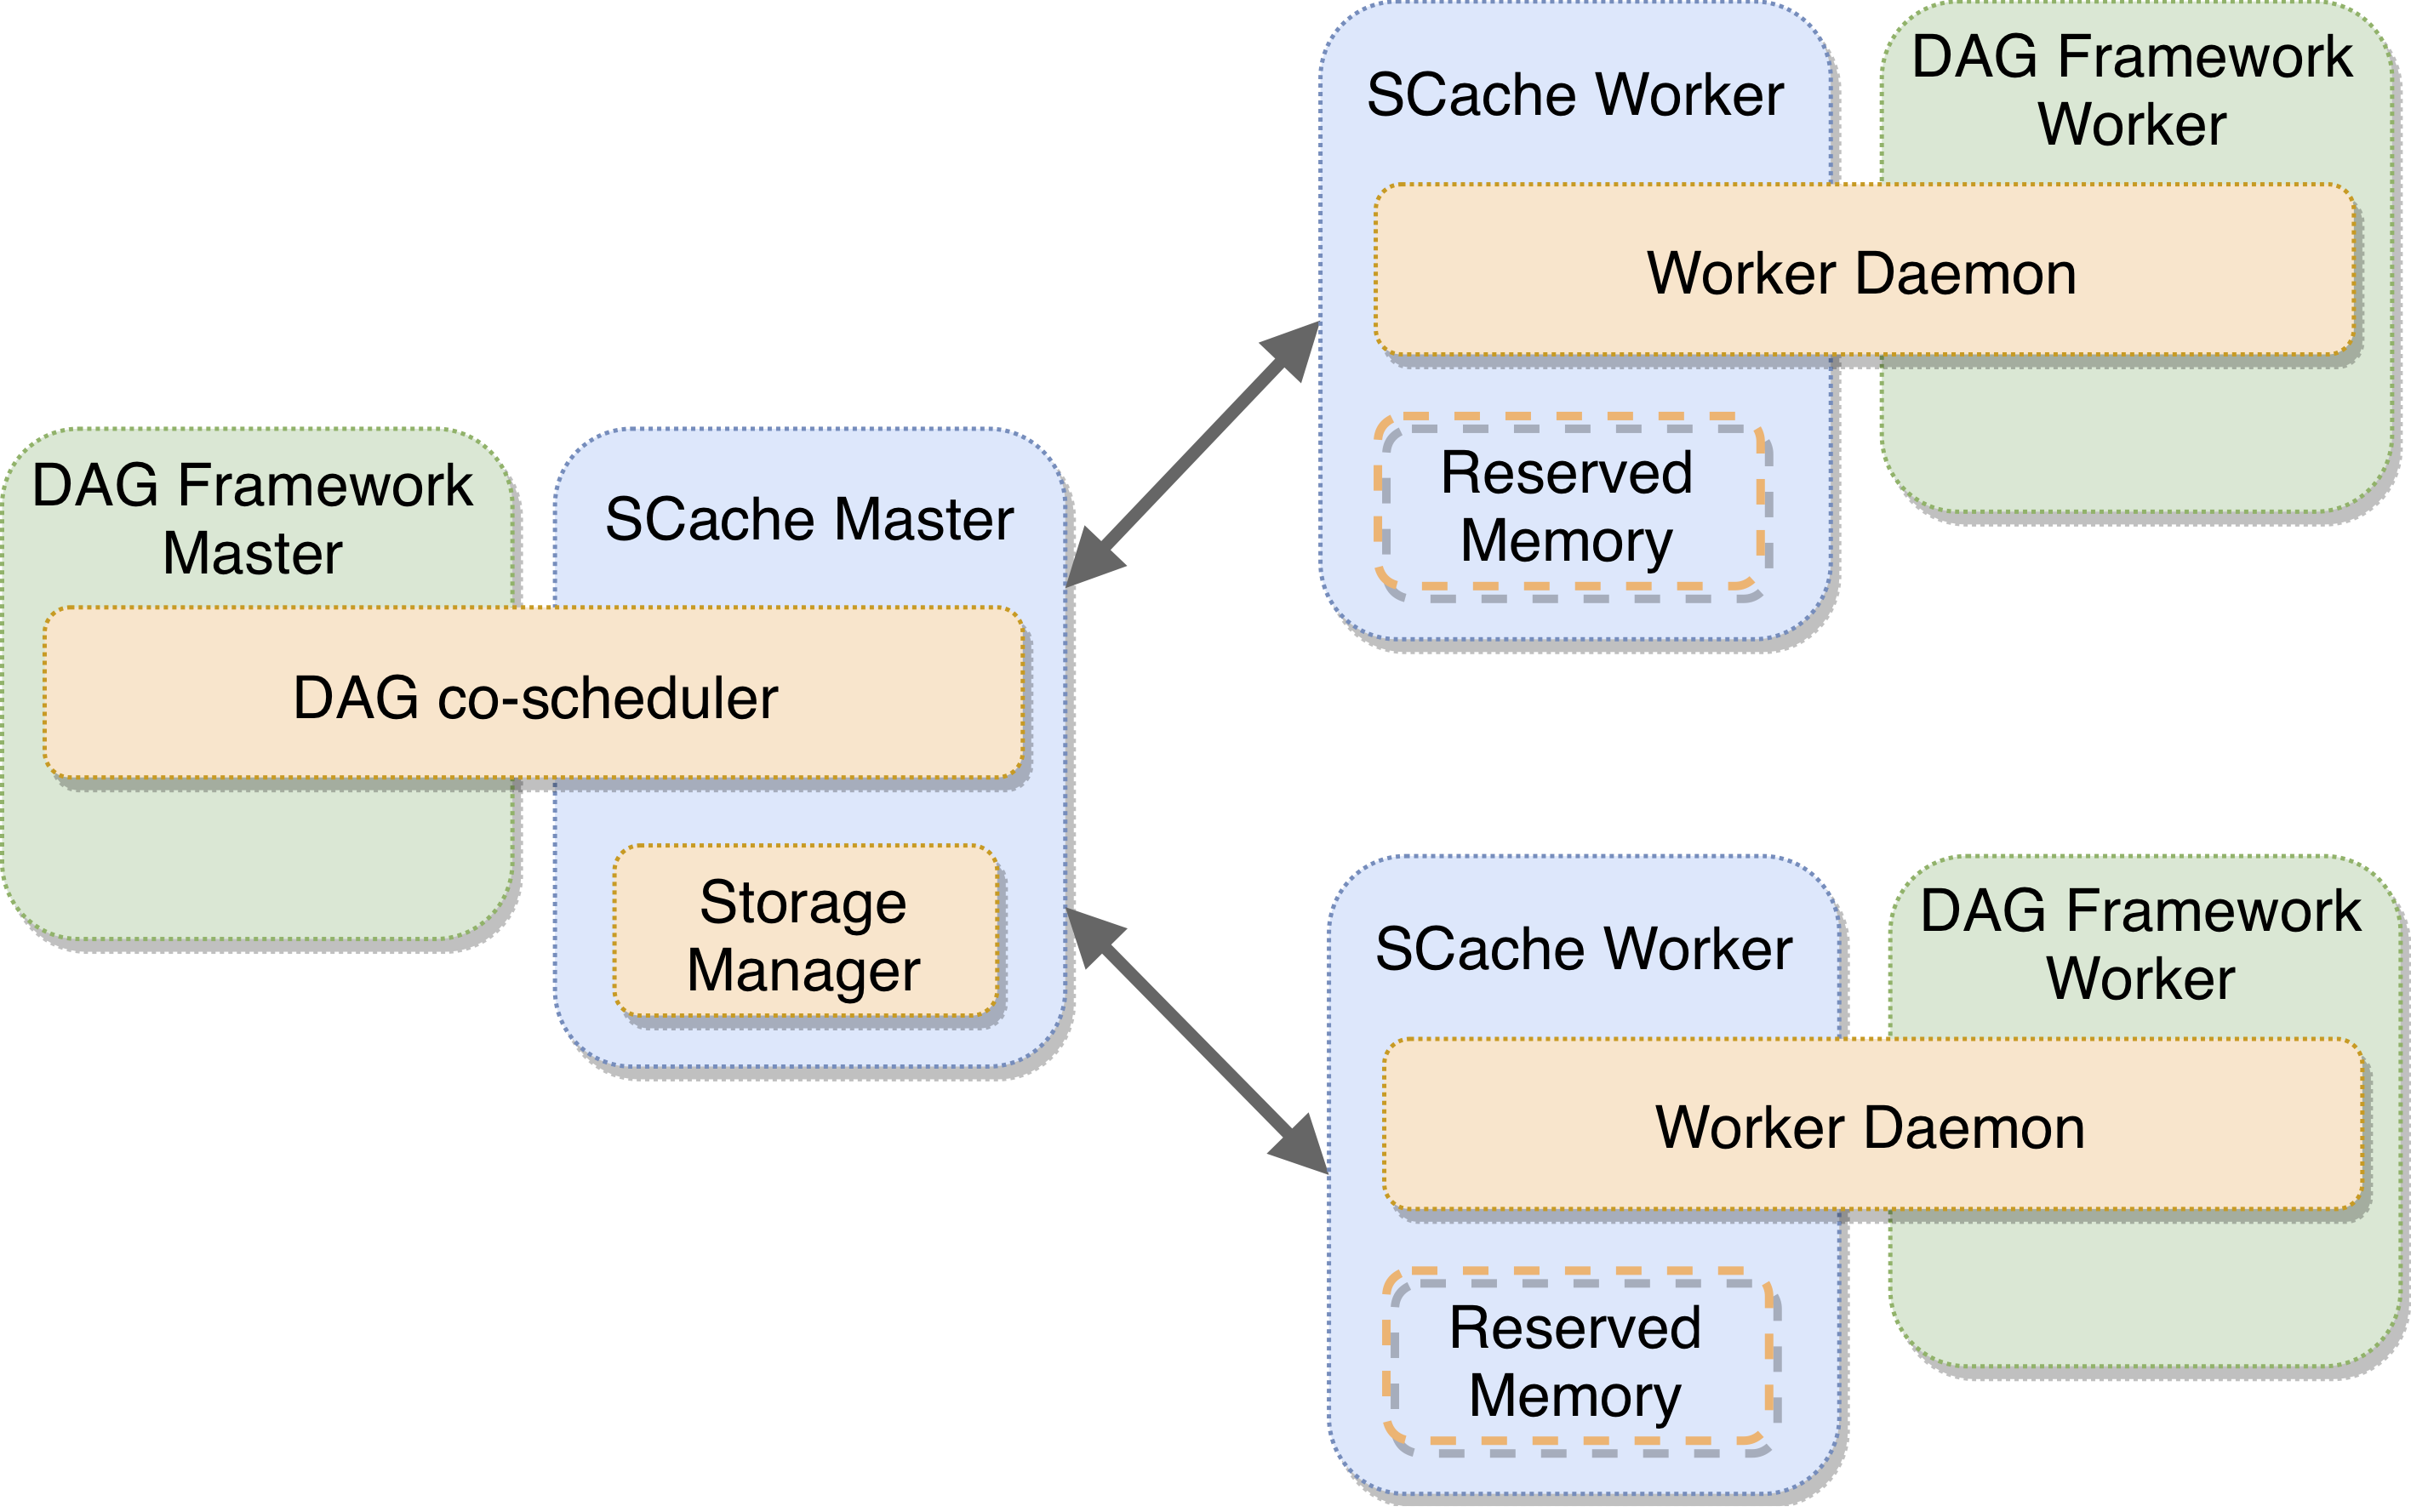 DAG Framework
Master
SCache Master
DAG co-scheduler
Storage
Manager
SCache Worker
DAG Framework
Worker
Worker Daemon
Reserved
Memory
SCache Worker
DAG Framework
Worker
Worker Daemon
Reserved
Memory